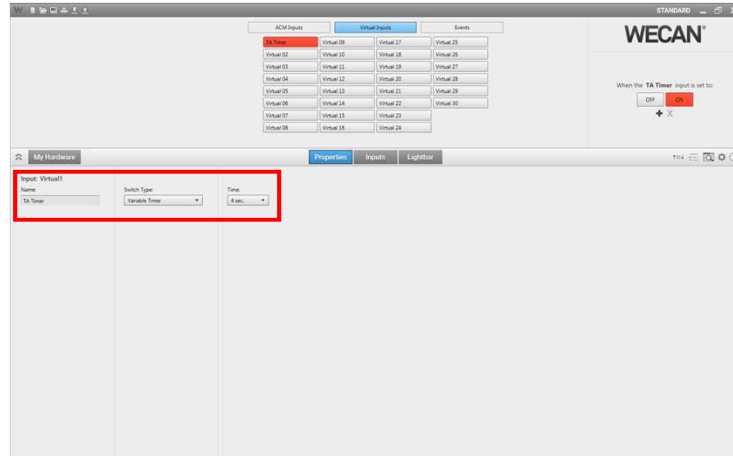 STANDARD
ACM Inputs Virtual Inputs Events
TA Timer Virtual 09 Virtual 17 Virtual 25
Virtual 02 Virtual 10 Virtual 18 Virtual 26
Virtual 03 Virtual 11 Virtual 19 Virtual 27
Virtual 04 Virtual 12 Virtual 20 Virtual 28
Virtual 05 Virtual 13 Virtual 21 Virtual 29
Virtual 06 Virtual 14 Virtual 22 Virtual 30
Virtual 07 Virtual 15 Virtual 23
Virtual 08 Virtual 16 Virtual 24
WECAN®
When the TA Timer input is set to:
OFF ON
My Hardware Properties Inputs Lightbar
Input: Virtual1
Name: Switch Type: Time:
TA Timer Variable Timer 4 sec.